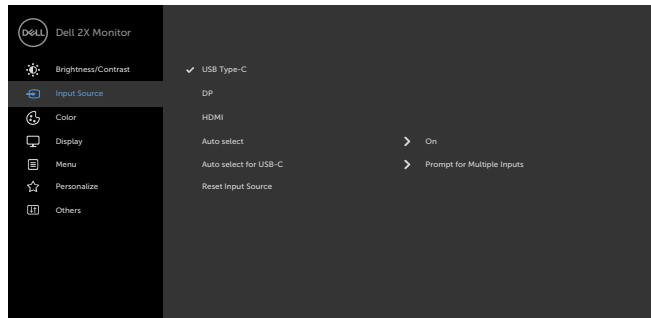 DELL Dell 2X Monitor
Brightness/Contrast USB Type-C
Input Source DP
Color HDMI
Display Auto select On
Menu Auto select for USB-C Prompt for Multiple Inputs
Personalize Reset Input Source
Others